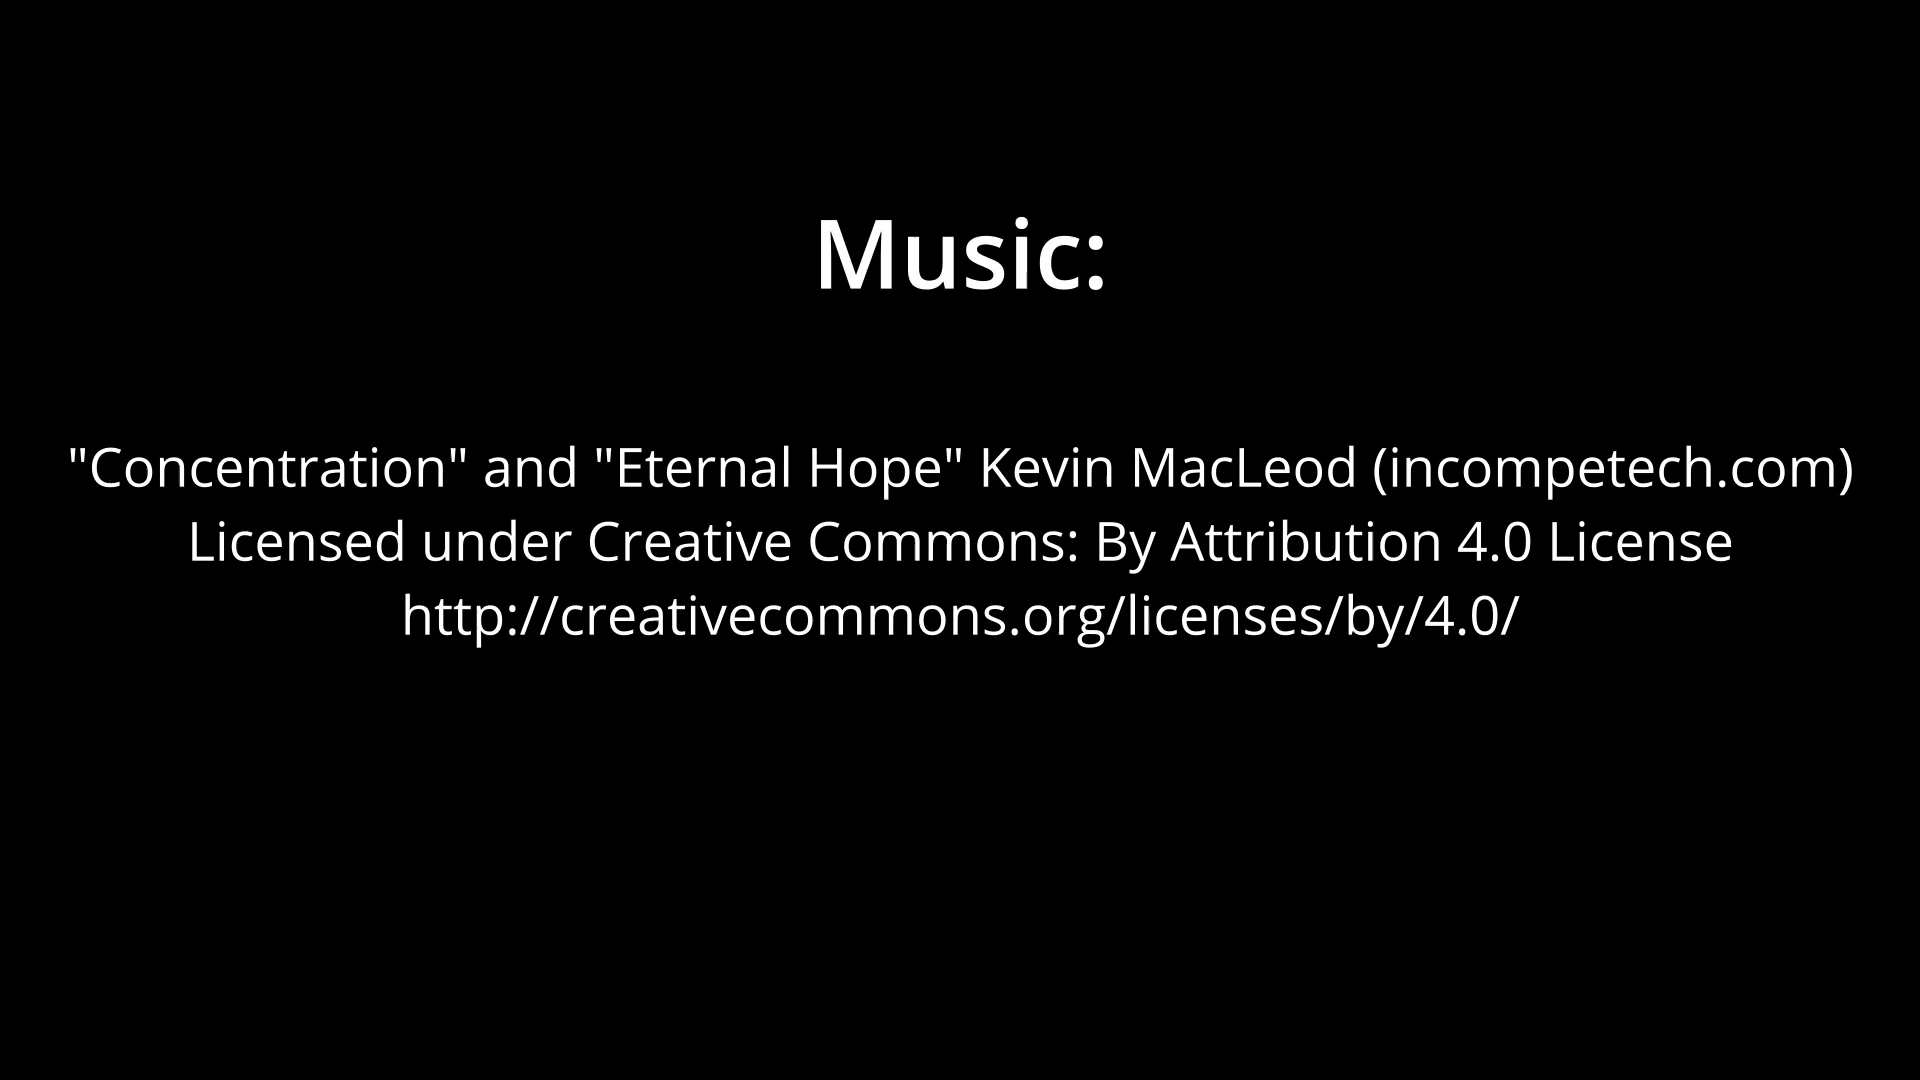 Music:
"Concentration" and "Eternal Hope" Kevin MacLeod (incompetech.com)
Licensed under Creative Commons: By Attribution 4.0 License
http://creativecommons.org/licenses/by/4.0/